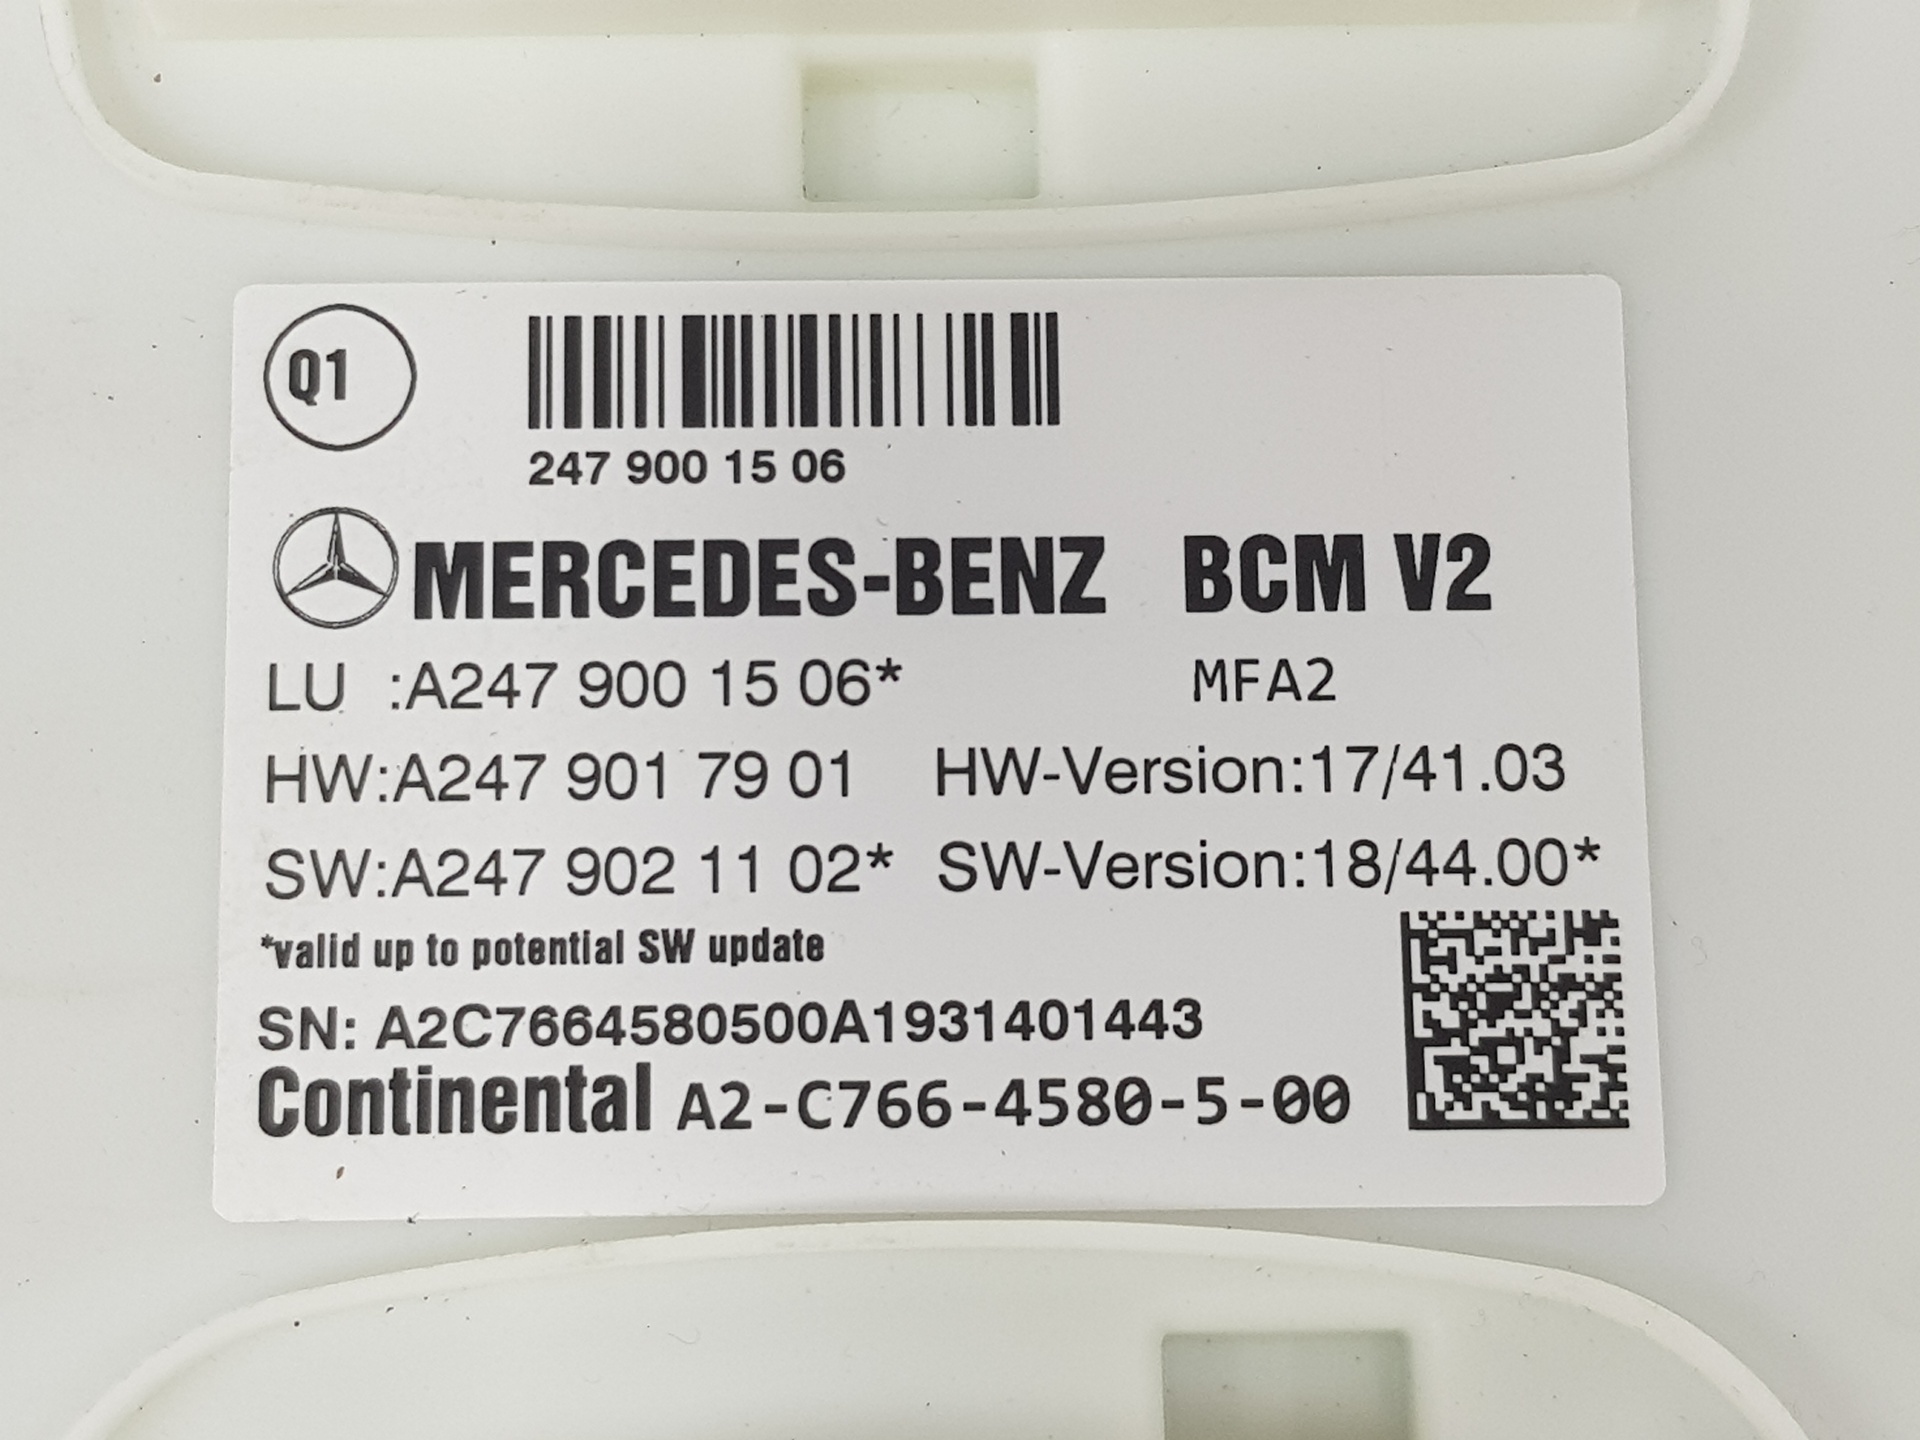 Q1
247 900 15 06
MERCEDES-BENZ BCM V2
LU :A247 900 15 06* MFA2
HW:A247 901 79 01 HW-Version:17/41.03
SW:A247 902 11 02* SW-Version:18/44.00*
*valid up to potential SW update
SN: A2C7664580500A1931401443
Continental A2-C766-4580-5-00